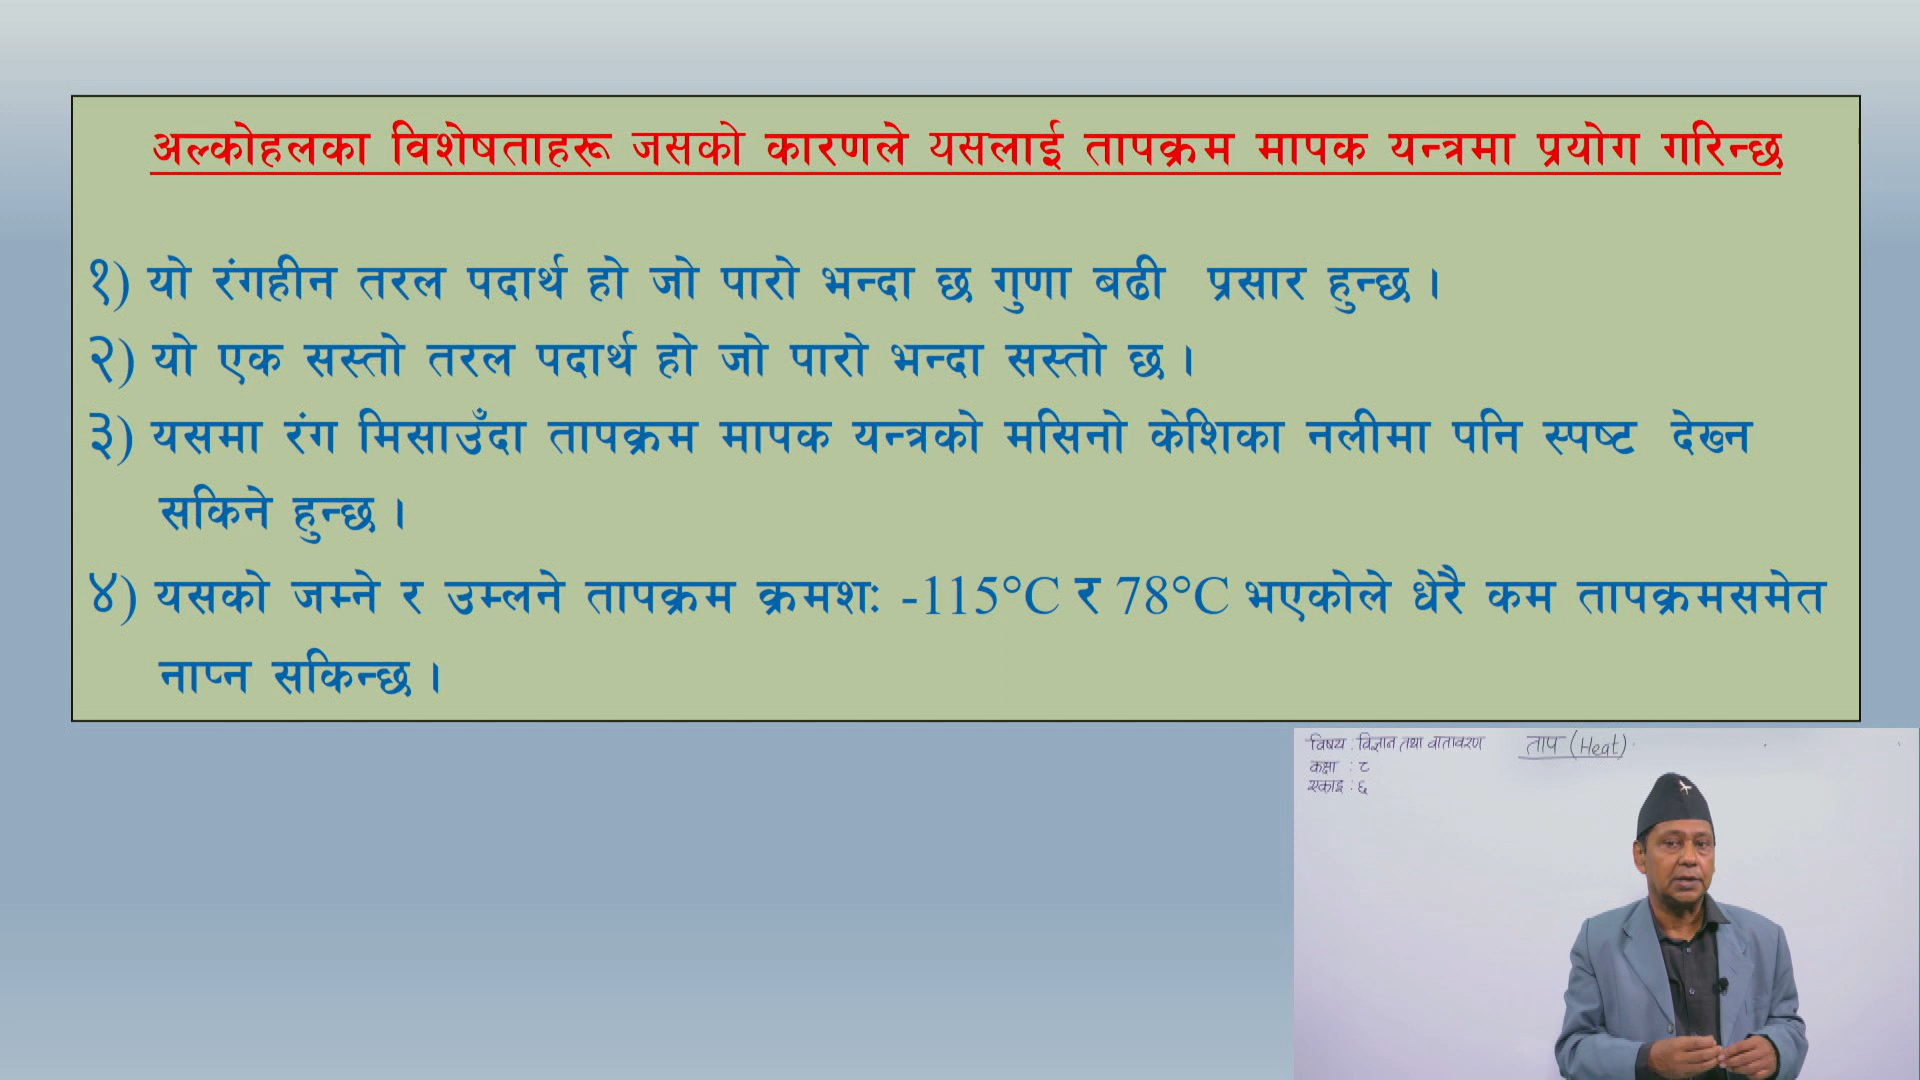 अल्कोहलका विशेषताहरू जसको कारणले यसलाई तापक्रम मापक यन्त्रमा प्रयोग गरिन्छ
१) यो रंगहीन तरल पदार्थ हो जो पारो भन्दा छ गुणा बढी प्रसार हुन्छ ।
२) यो एक सस्तो तरल पदार्थ हो जो पारो भन्दा सस्तो छ ।
३) यसमा रंग मिसाउँदा तापक्रम मापक यन्त्रको मसिनो केशिका नलीमा पनि स्पष्ट देख्न
सकिने हुन्छ ।
४) यसको जम्ने र उम्लने तापक्रम क्रमशः -115°C र 78°C भएकोले धेरै कम तापक्रमसमेत
नाप्न सकिन्छ ।
विषय : विज्ञान तथा वातावरण ताप (Heat)
कक्षा : ८
एकाइ : ६